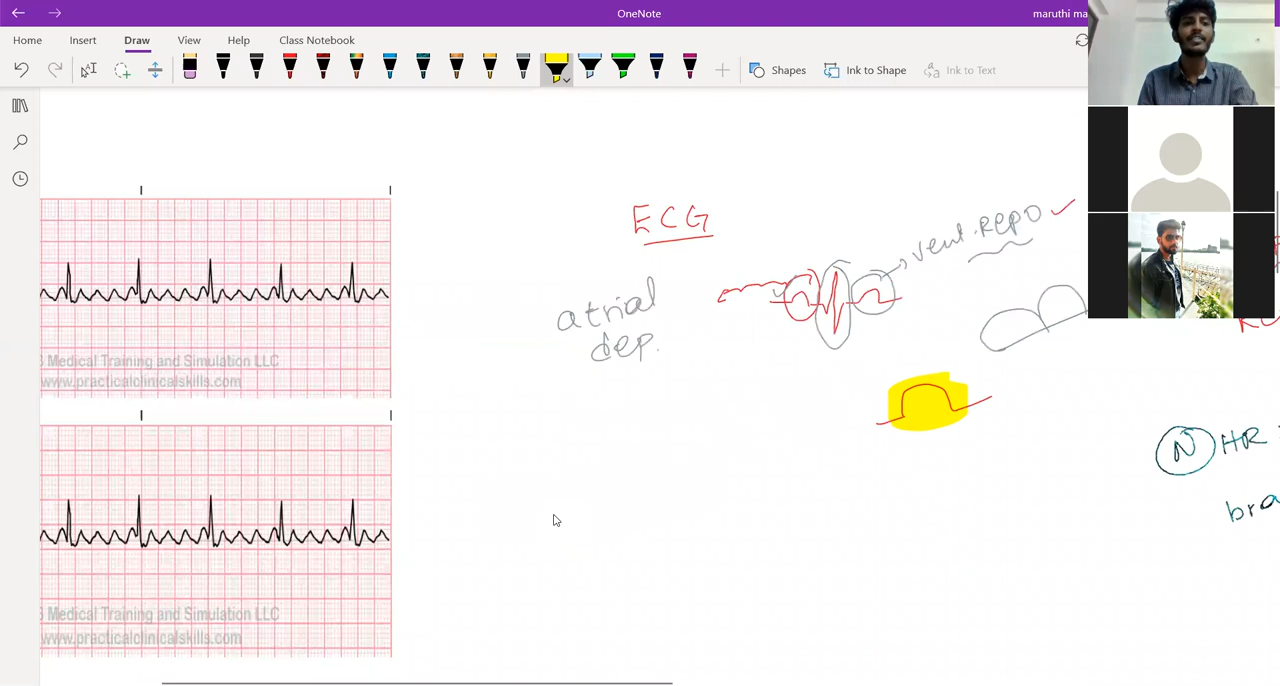 OneNote
maruthi ma
Home Insert Draw View Help Class Notebook
Shapes Ink to Shape Ink to Text
ECG
vent. Repo
atrial
dep.
Medical Training and Simulation LLC
www.practicalclinicalskills.com
N HR
bra
Medical Training and Simulation LLC
www.practicalclinicalskills.com